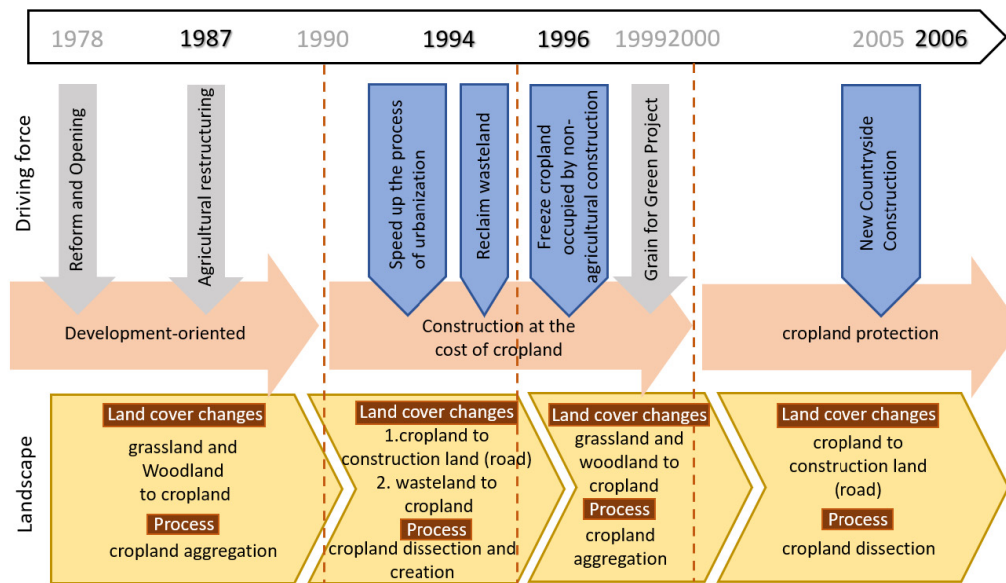 1978
1987
1990
1994
1996
1999
2000
2005
2006
Driving force
Reform and Opening
Agricultural restructuring
Speed up the process
of urbanization
Reclaim wasteland
Freeze cropland
occupied by non-
agricultural construction
Grain for Green Project
New Countryside
Construction
Development-oriented
Construction at the
cost of cropland
cropland protection
Landscape
Land cover changes
grassland and
Woodland
to cropland
Process
cropland aggregation
Land cover changes
1.cropland to
construction land (road)
2. wasteland to
cropland
Process
cropland dissection and
creation
Land cover changes
grassland and
woodland to
cropland
Process
cropland
aggregation
Land cover changes
cropland to
construction land
(road)
Process
cropland dissection